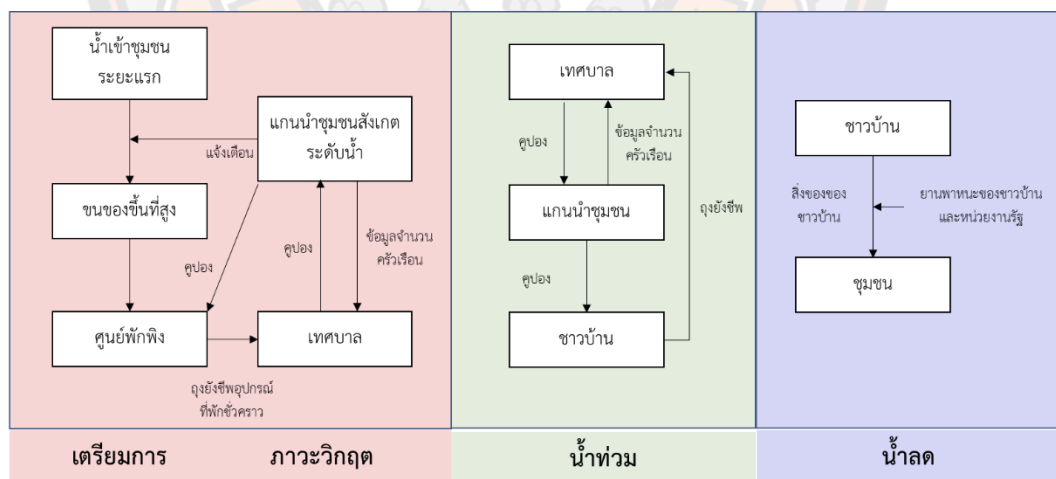 น้ำเข้าชุมชน
ระยะแรก
แกนนำชุมชนสังเกต
ระดับน้ำ
แจ้งเตือน
ขนของขึ้นที่สูง
คูปอง
คูปอง
ข้อมูลจำนวน
ครัวเรือน
ศูนย์พักพิง
เทศบาล
ถุงยังชีพอุปกรณ์
ที่พักชั่วคราว
เตรียมการ
ภาวะวิกฤต
เทศบาล
คูปอง
ข้อมูลจำนวน
ครัวเรือน
แกนนำชุมชน
ถุงยังชีพ
คูปอง
ชาวบ้าน
น้ำท่วม
ชาวบ้าน
สิ่งของของ
ชาวบ้าน
ยานพาหนะของชาวบ้าน
และหน่วยงานรัฐ
ชุมชน
น้ำลด